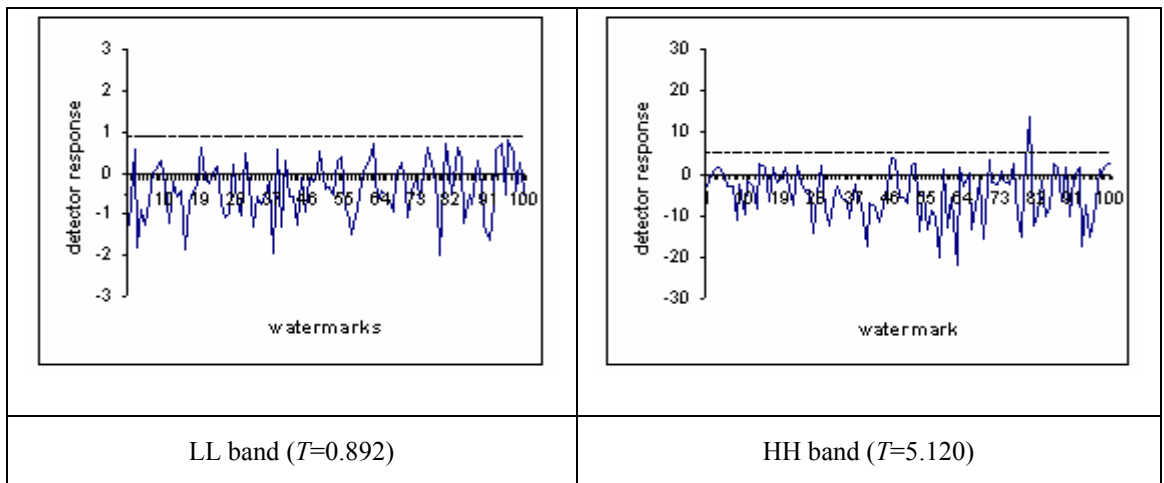 3
2
1
0
-1
-2
-3
detector response
10 19 28 37 46 55 64 73 82 91 100
watermarks
30
20
10
0
-10
-20
-30
detector response
1 10 19 28 37 46 55 64 73 82 91 100
watermark
LL band (T=0.892)
HH band (T=5.120)